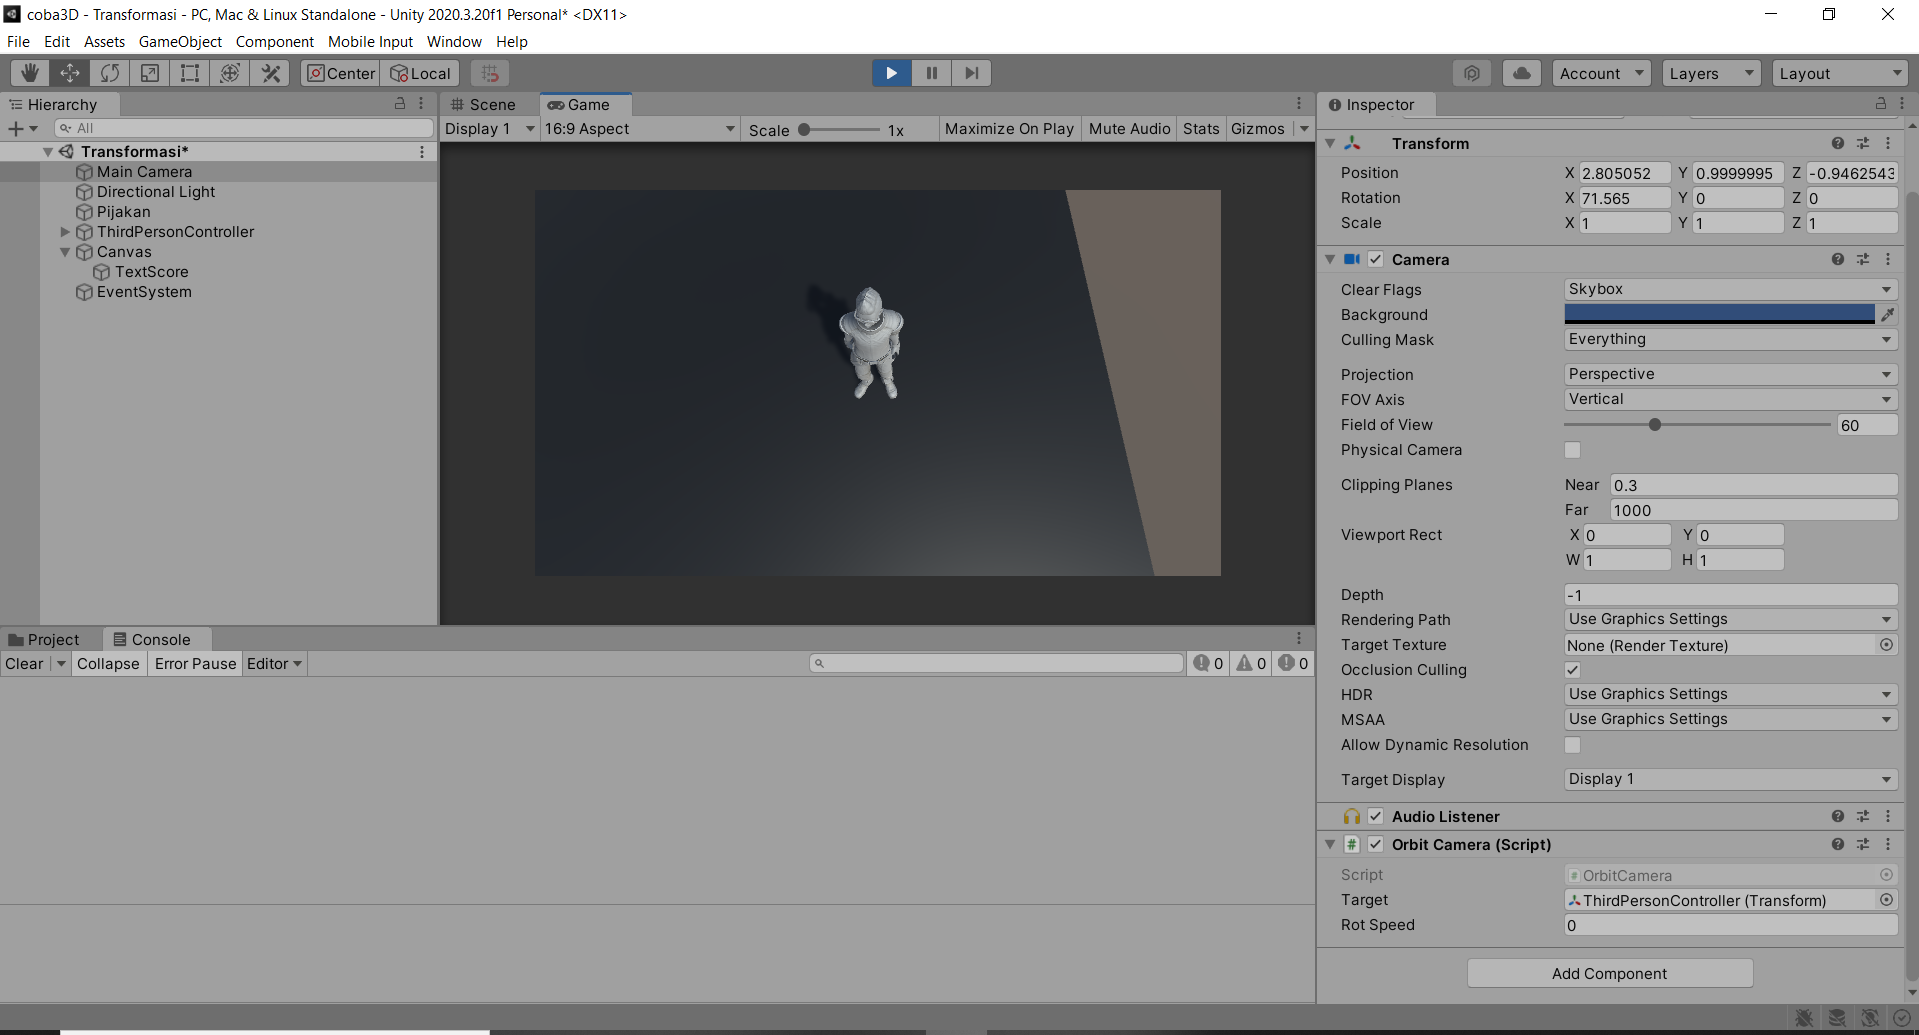 coba3D - Transformasi - PC, Mac & Linux Standalone - Unity 2020.3.20f1 Personal* <DX11>
File Edit Assets GameObject Component Mobile Input Window Help
Center Local Account Layers Layout
Hierarchy
All
Transformasi*
Main Camera
Directional Light
Pijakan
ThirdPersonController
Canvas
TextScore
EventSystem
Scene Game
Display 1 16:9 Aspect Scale 1x Maximize On Play Mute Audio Stats Gizmos
Project Console
Clear Collapse Error Pause Editor 0 0 0
Inspector
Transform
Position X 2.805052 Y 0.9999995 Z -0.9462543
Rotation X 71.565 Y 0 Z 0
Scale X 1 Y 1 Z 1
Camera
Clear Flags Skybox
Background
Culling Mask Everything
Projection Perspective
FOV Axis Vertical
Field of View 60
Physical Camera
Clipping Planes Near 0.3
Far 1000
Viewport Rect X 0 Y 0
W 1 H 1
Depth -1
Rendering Path Use Graphics Settings
Target Texture None (Render Texture)
Occlusion Culling
HDR Use Graphics Settings
MSAA Use Graphics Settings
Allow Dynamic Resolution
Target Display Display 1
Audio Listener
# Orbit Camera (Script)
Script OrbitCamera
Target ThirdPersonController (Transform)
Rot Speed 0
Add Component